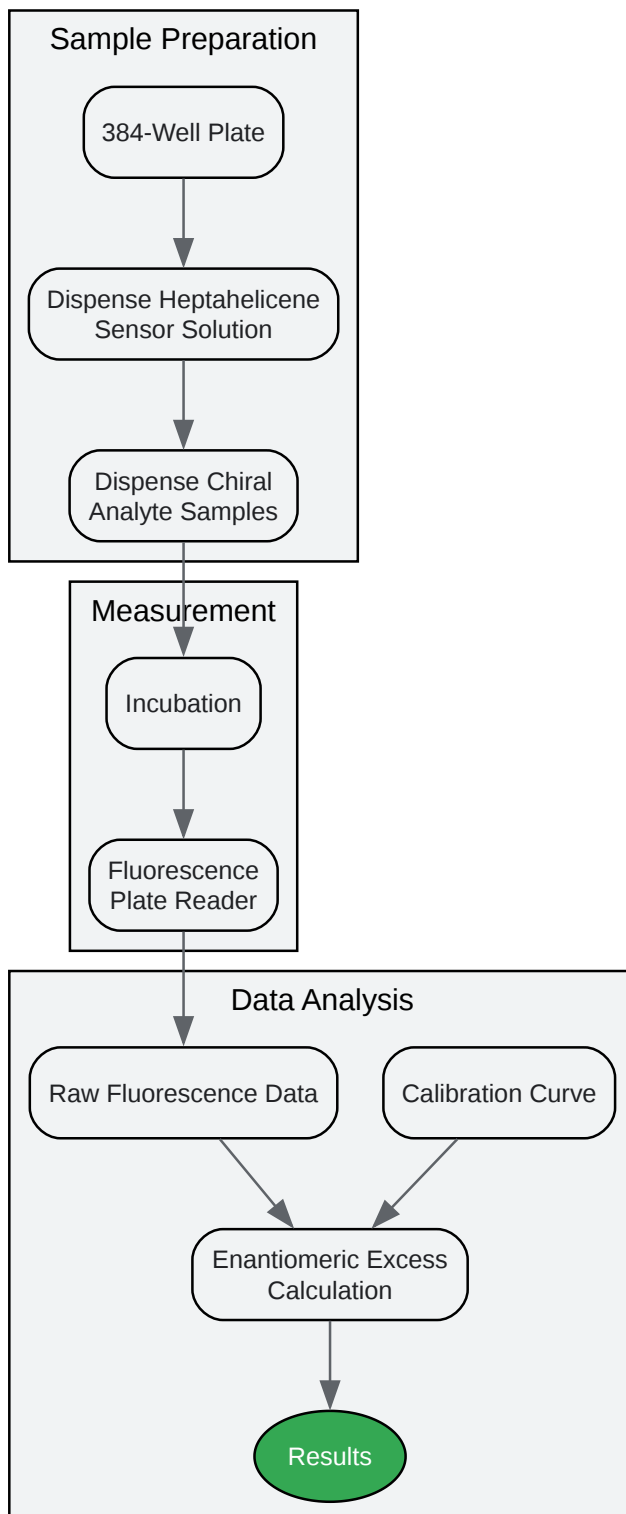 Sample Preparation
384-Well Plate
Dispense Heptahelicene
Sensor Solution
Dispense Chiral
Analyte Samples
Measurement
Incubation
Fluorescence
Plate Reader
Data Analysis
Raw Fluorescence Data
Calibration Curve
Enantiomeric Excess
Calculation
Results